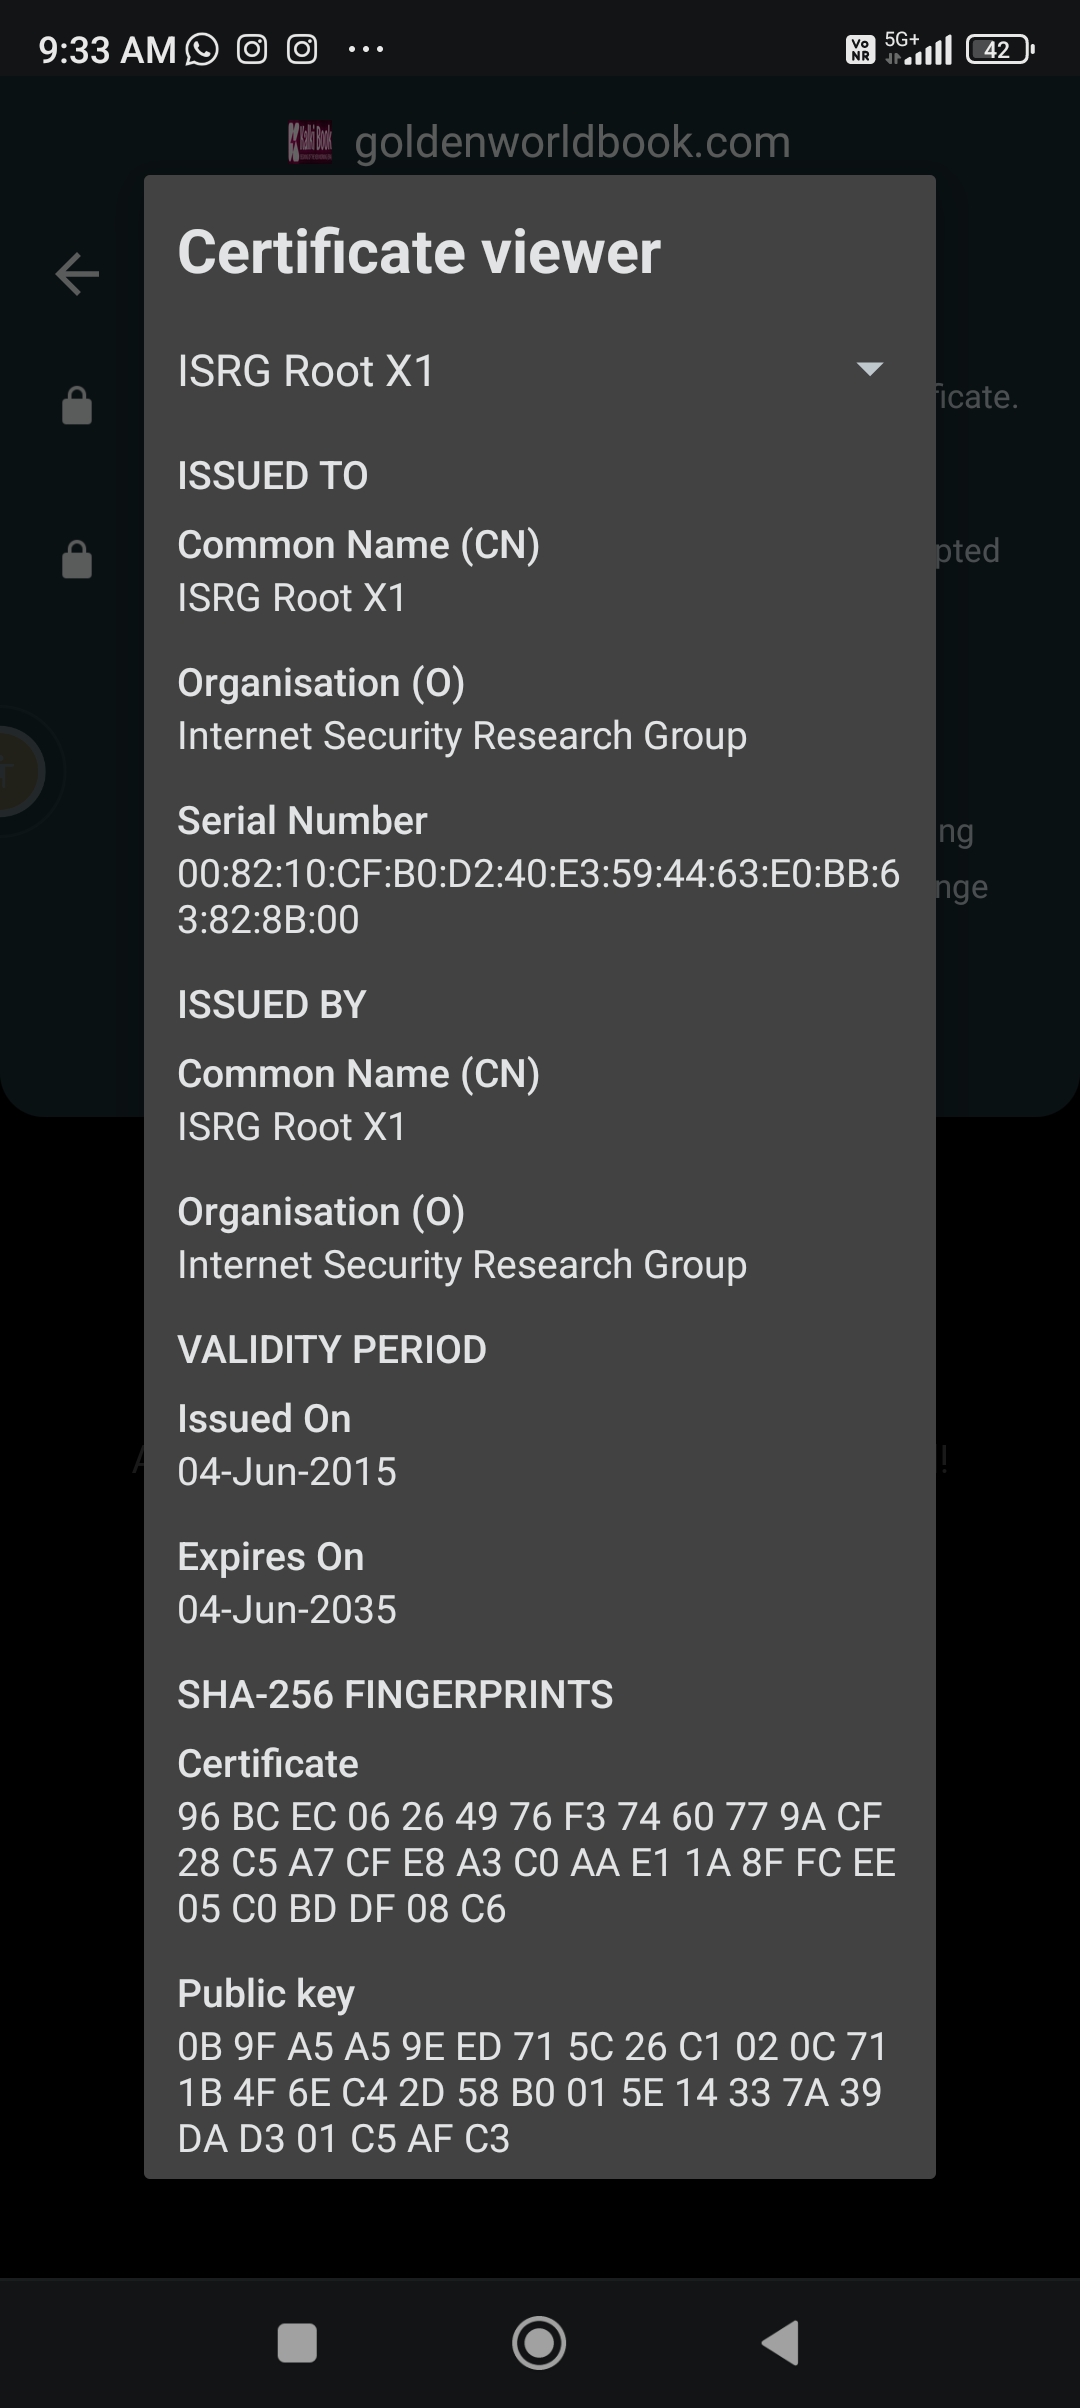 9:33 AM
Vo NR
5G+
42
Kalki Book
goldenworldbook.com
Certificate viewer
ISRG Root X1
ficate.
ISSUED TO
Common Name (CN)
ISRG Root X1
pted
Organisation (O)
Internet Security Research Group
Serial Number
ng
00:82:10:CF:B0:D2:40:E3:59:44:63:E0:BB:6
nge
3:82:8B:00
ISSUED BY
Common Name (CN)
ISRG Root X1
Organisation (O)
Internet Security Research Group
VALIDITY PERIOD
Issued On
04-Jun-2015
Expires On
04-Jun-2035
SHA-256 FINGERPRINTS
Certificate
96 BC EC 06 26 49 76 F3 74 60 77 9A CF
28 C5 A7 CF E8 A3 C0 AA E1 1A 8F FC EE
05 C0 BD DF 08 C6
Public key
0B 9F A5 A5 9E ED 71 5C 26 C1 02 0C 71
1B 4F 6E C4 2D 58 B0 01 5E 14 33 7A 39
DA D3 01 C5 AF C3